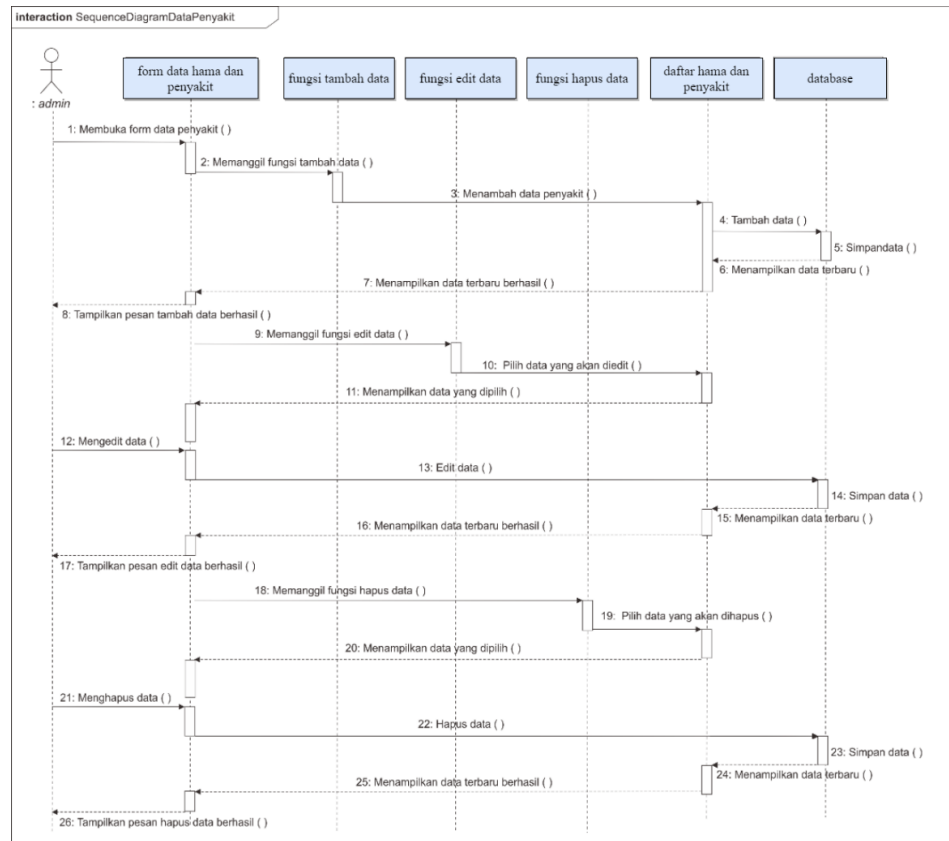 interaction SequenceDiagramDataPenyakit
: admin
form data hama dan
penyakit
fungsi tambah data
fungsi edit data
fungsi hapus data
daftar hama dan
penyakit
database
1: Membuka form data penyakit ( )
2: Memanggil fungsi tambah data ( )
3: Menambah data penyakit ( )
4: Tambah data ( )
5: Simpandata ( )
6: Menampilkan data terbaru ( )
7: Menampilkan data terbaru berhasil ( )
8: Tampilkan pesan tambah data berhasil ( )
9: Memanggil fungsi edit data ( )
10: Pilih data yang akan diedit ( )
11: Menampilkan data yang dipilih ( )
12: Mengedit data ( )
13: Edit data ( )
14: Simpan data ( )
15: Menampilkan data terbaru ( )
16: Menampilkan data terbaru berhasil ( )
17: Tampilkan pesan edit data berhasil ( )
18: Memanggil fungsi hapus data ( )
19: Pilih data yang akan dihapus ( )
20: Menampilkan data yang dipilih ( )
21: Menghapus data ( )
22: Hapus data ( )
23: Simpan data ( )
24: Menampilkan data terbaru ( )
25: Menampilkan data terbaru berhasil ( )
26: Tampilkan pesan hapus data berhasil ( )